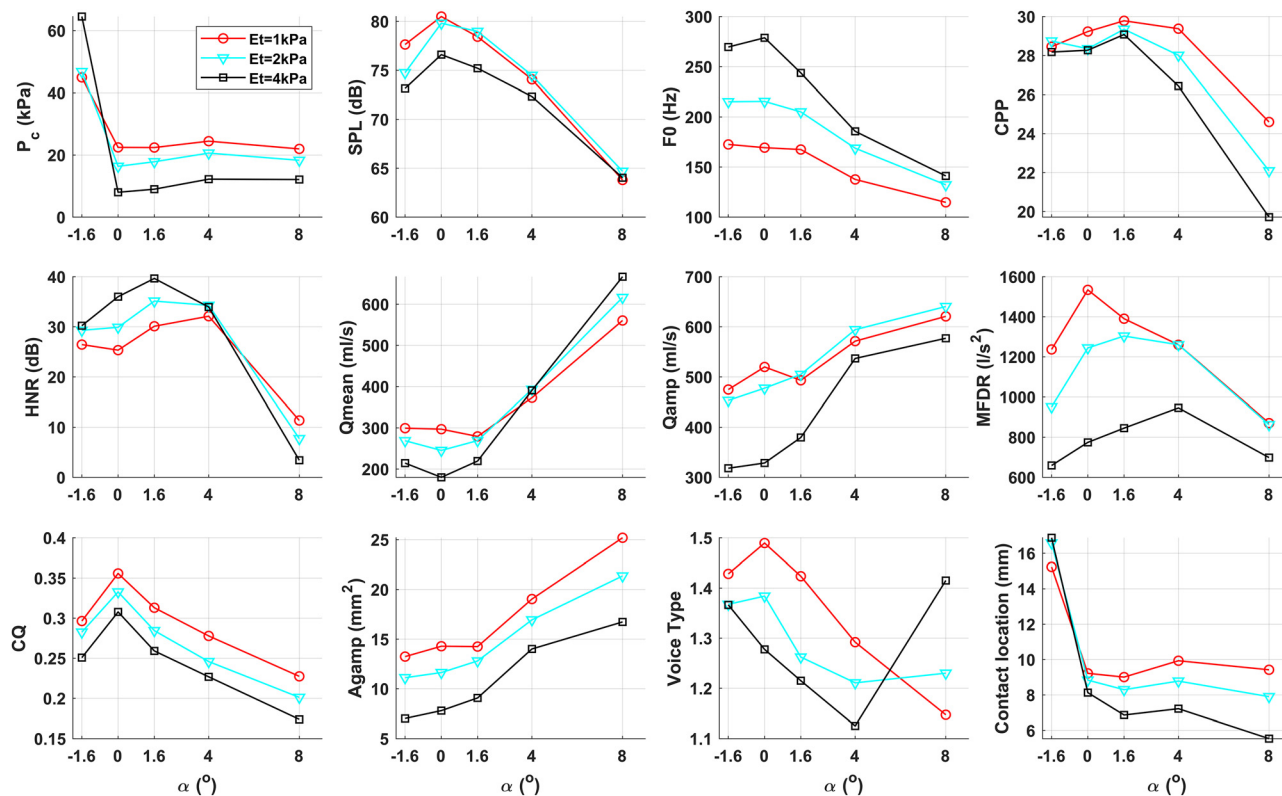 P c (kPa)
60
40
20
0
-1.6 0 1.6 4 8
Et=1kPa
Et=2kPa
Et=4kPa
SPL (dB)
80
75
70
65
60
-1.6 0 1.6 4 8
F0 (Hz)
400
350
300
250
200
150
100
-1.6 0 1.6 4 8
CPP
30
28
26
24
22
20
-1.6 0 1.6 4 8
HNR (dB)
40
30
20
10
0
-1.6 0 1.6 4 8
Qmean (ml/s)
600
500
400
300
200
-1.6 0 1.6 4 8
Qamp (ml/s)
700
600
500
400
300
-1.6 0 1.6 4 8
MFDR (l/s²)
1600
1400
1200
1000
800
600
-1.6 0 1.6 4 8
CQ
0.4
0.35
0.3
0.25
0.2
0.15
-1.6 0 1.6 4 8
α (º)
Agamp (mm²)
25
20
15
10
5
-1.6 0 1.6 4 8
α (º)
Voice Type
1.5
1.4
1.3
1.2
1.1
-1.6 0 1.6 4 8
α (º)
Contact location (mm)
16
14
12
10
8
6
-1.6 0 1.6 4 8
α (º)